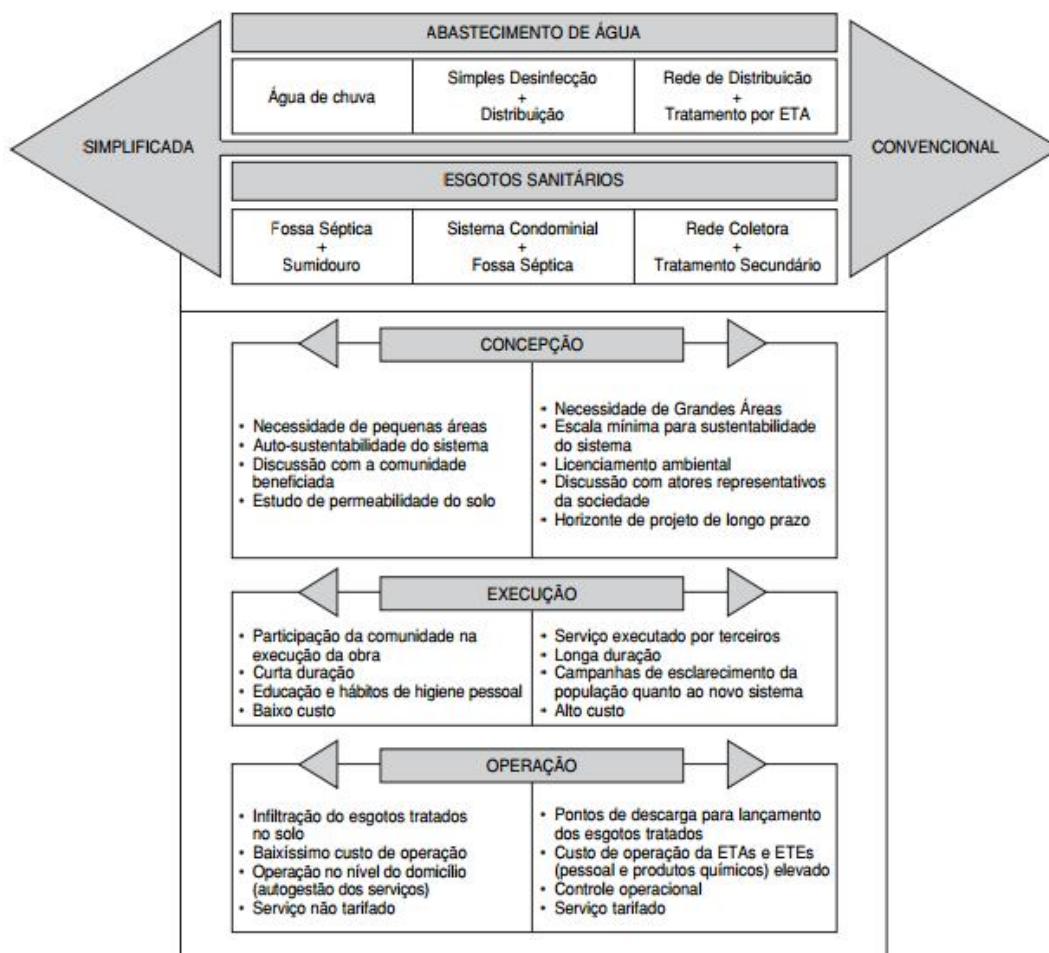 ABASTECIMENTO DE ÁGUA
Água de chuva
Simples Desinfecção
+
Distribuição
Rede de Distribuicão
+
Tratamento por ETA
SIMPLIFICADA
CONVENCIONAL
ESGOTOS SANITÁRIOS
Fossa Séptica
+
Sumidouro
Sistema Condominial
+
Fossa Séptica
Rede Coletora
+
Tratamento Secundário
CONCEPÇÃO
• Necessidade de pequenas áreas
• Auto-sustentabilidade do sistema
• Discussão com a comunidade
beneficiada
• Estudo de permeabilidade do solo
• Necessidade de Grandes Áreas
• Escala mínima para sustentabilidade
do sistema
• Licenciamento ambiental
• Discussão com atores representativos
da sociedade
• Horizonte de projeto de longo prazo
EXECUÇÃO
• Participação da comunidade na
execução da obra
• Curta duração
• Educação e hábitos de higiene pessoal
• Baixo custo
• Serviço executado por terceiros
• Longa duração
• Campanhas de esclarecimento da
população quanto ao novo sistema
• Alto custo
OPERAÇÃO
• Infiltração do esgotos tratados
no solo
• Baixíssimo custo de operação
• Operação no nível do domicílio
(autogestão dos serviços)
• Serviço não tarifado
• Pontos de descarga para lançamento
dos esgotos tratados
• Custo de operação da ETAs e ETEs
(pessoal e produtos químicos) elevado
• Controle operacional
• Serviço tarifado